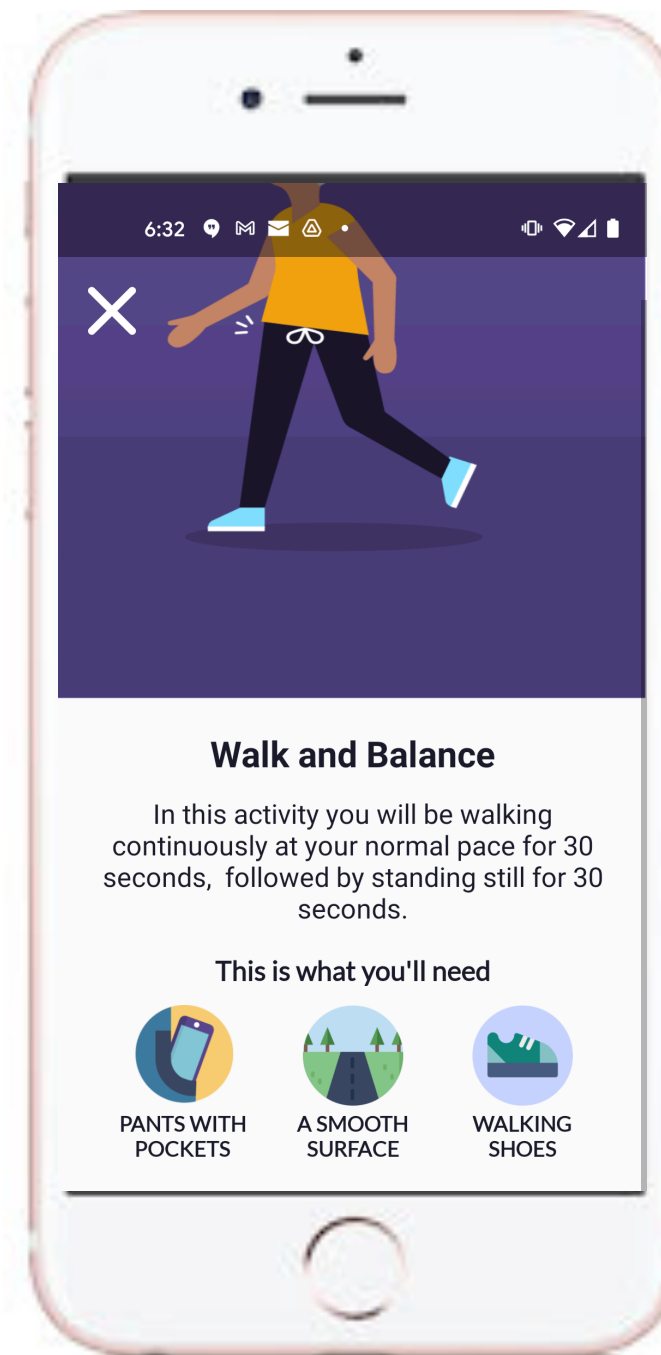 6:32
Walk and Balance
In this activity you will be walking
continuously at your normal pace for 30
seconds,  followed by standing still for 30
seconds.
This is what you'll need
PANTS WITH
POCKETS
A SMOOTH
SURFACE
WALKING
SHOES